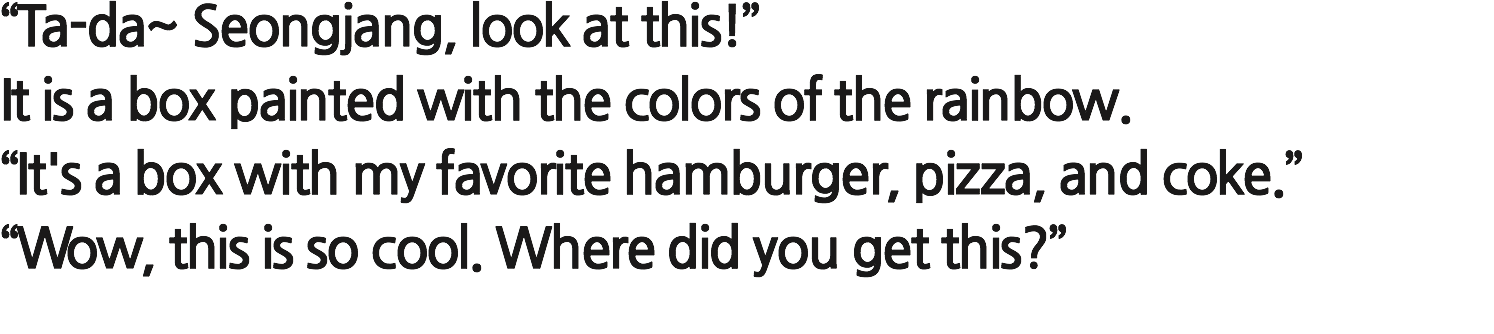 “Ta-da~ Seongjang, look at this!”
It is a box painted with the colors of the rainbow.
“It's a box with my favorite hamburger, pizza, and coke.”
“Wow, this is so cool. Where did you get this?”